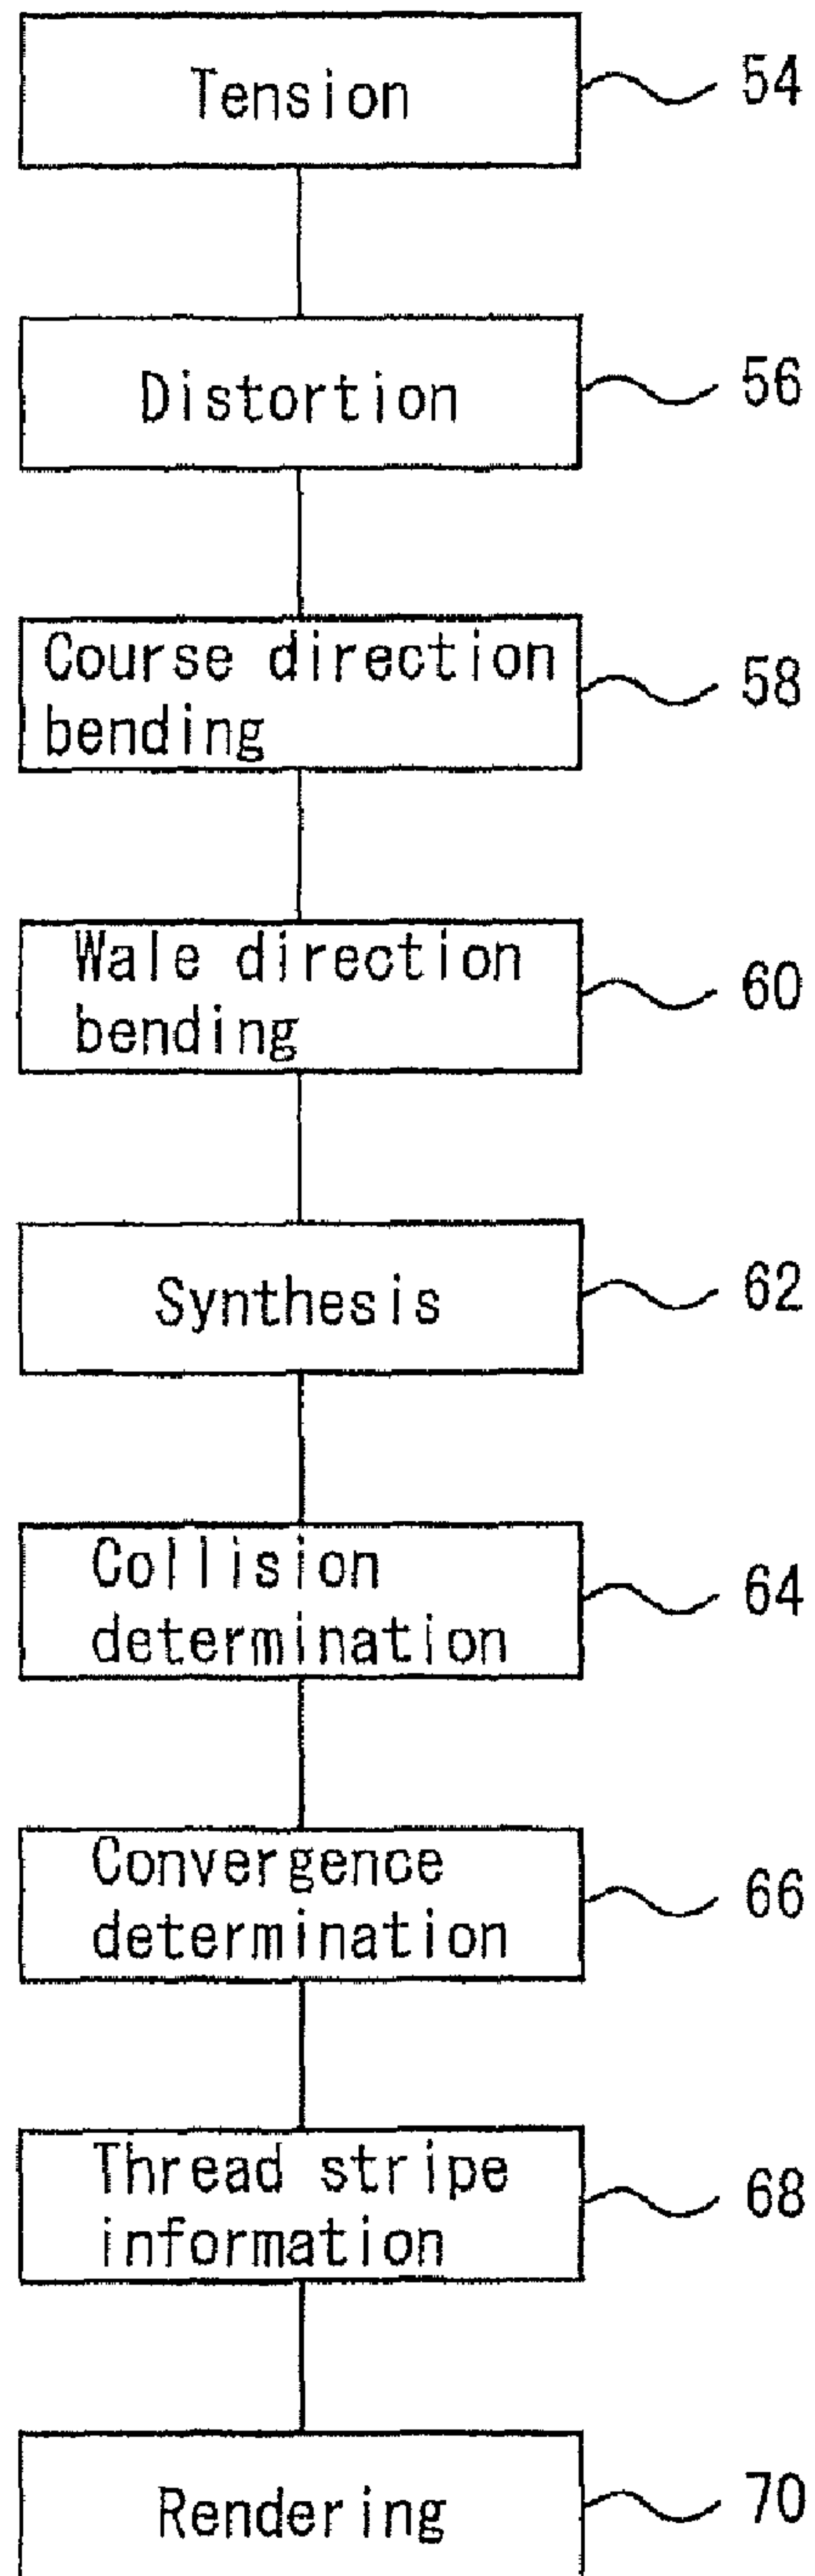 Tension
54
Distortion
56
Course direction
bending
58
Wale direction
bending
60
Synthesis
62
Collision
determination
64
Convergence
determination
66
Thread stripe
information
68
Rendering
70